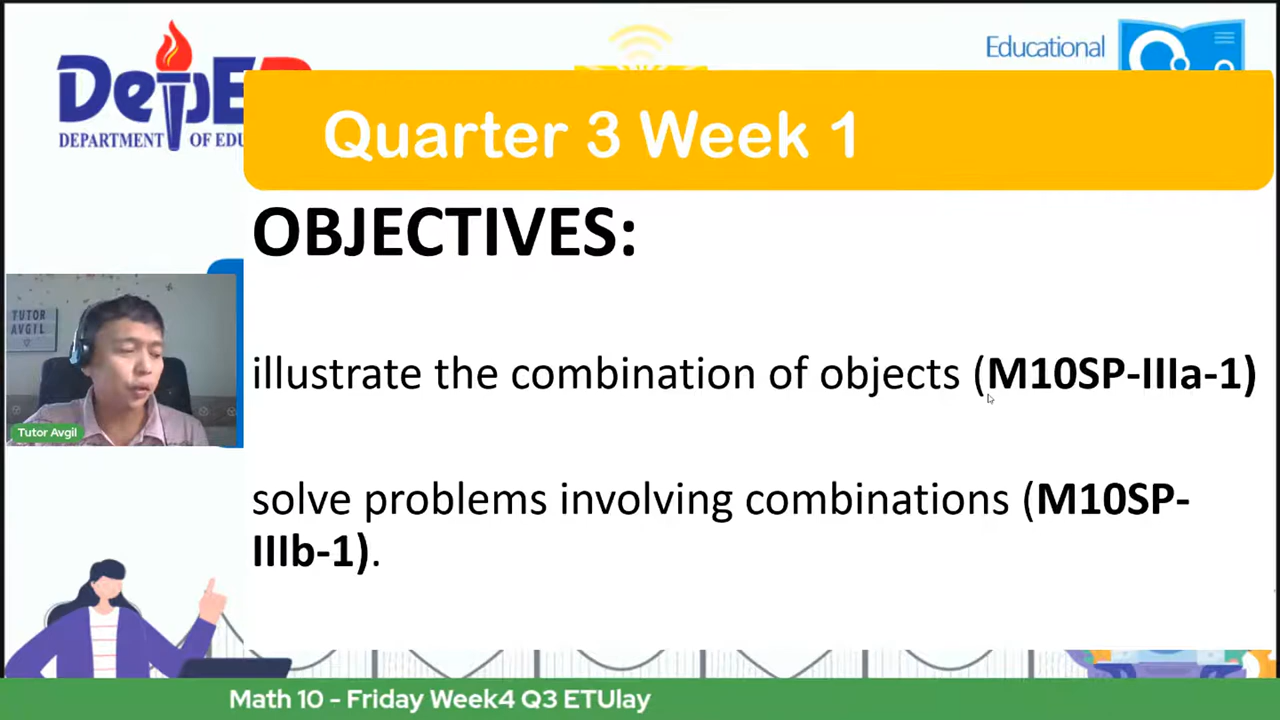 DepED
DEPARTMENT OF EDU
Educational
Quarter 3 Week 1
OBJECTIVES:
illustrate the combination of objects (M10SP-IIIa-1)
TUTOR
AVGIL
Tutor Avgil
solve problems involving combinations (M10SP-
IIIb-1).
Math 10 - Friday Week4 Q3 ETUlay